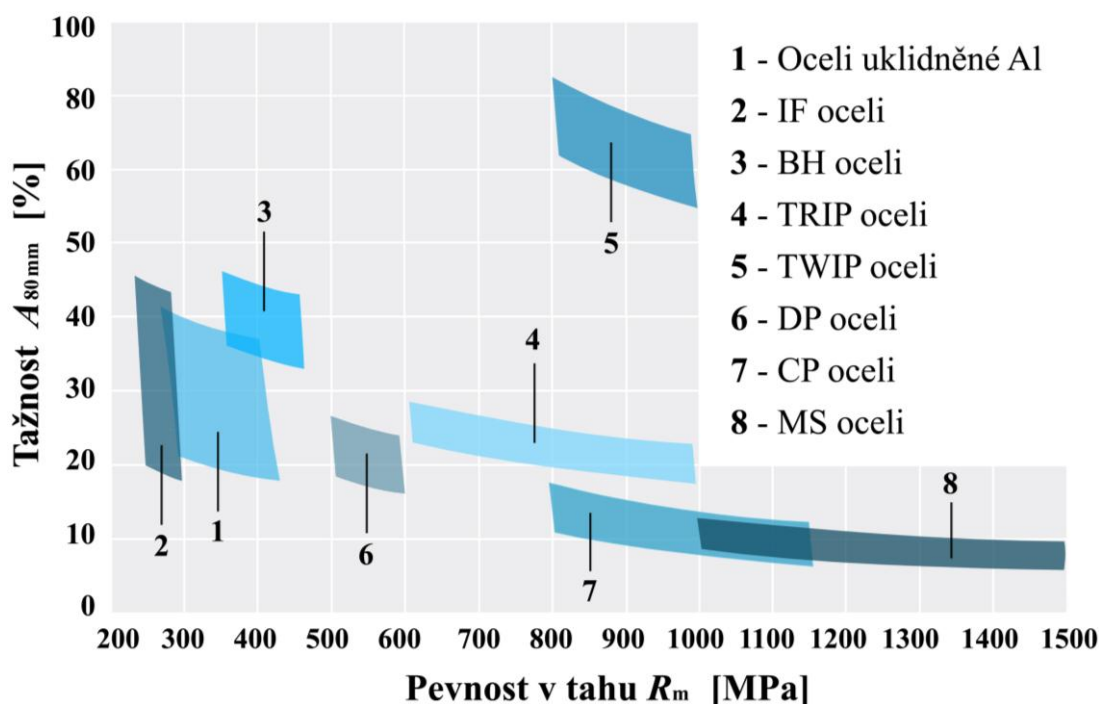 Tažnost A80mm [%]
100
80
60
50
40
30
20
10
0
200 300 400 500 600 700 800 900 1000 1100 1200 1300 1400 1500
Pevnost v tahu Rm [MPa]
1 - Oceli uklidněné Al
2 - IF oceli
3 - BH oceli
4 - TRIP oceli
5 - TWIP oceli
6 - DP oceli
7 - CP oceli
8 - MS oceli
3
5
4
2
1
6
7
8